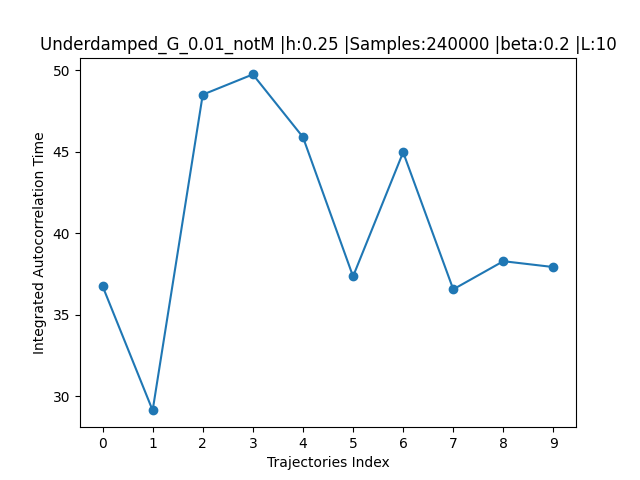 Underdamped_G_0.01_notM |h:0.25 |Samples:240000 |beta:0.2 |L:10
50
45
40
35
30
Integrated Autocorrelation Time
0 1 2 3 4 5 6 7 8 9
Trajectories Index